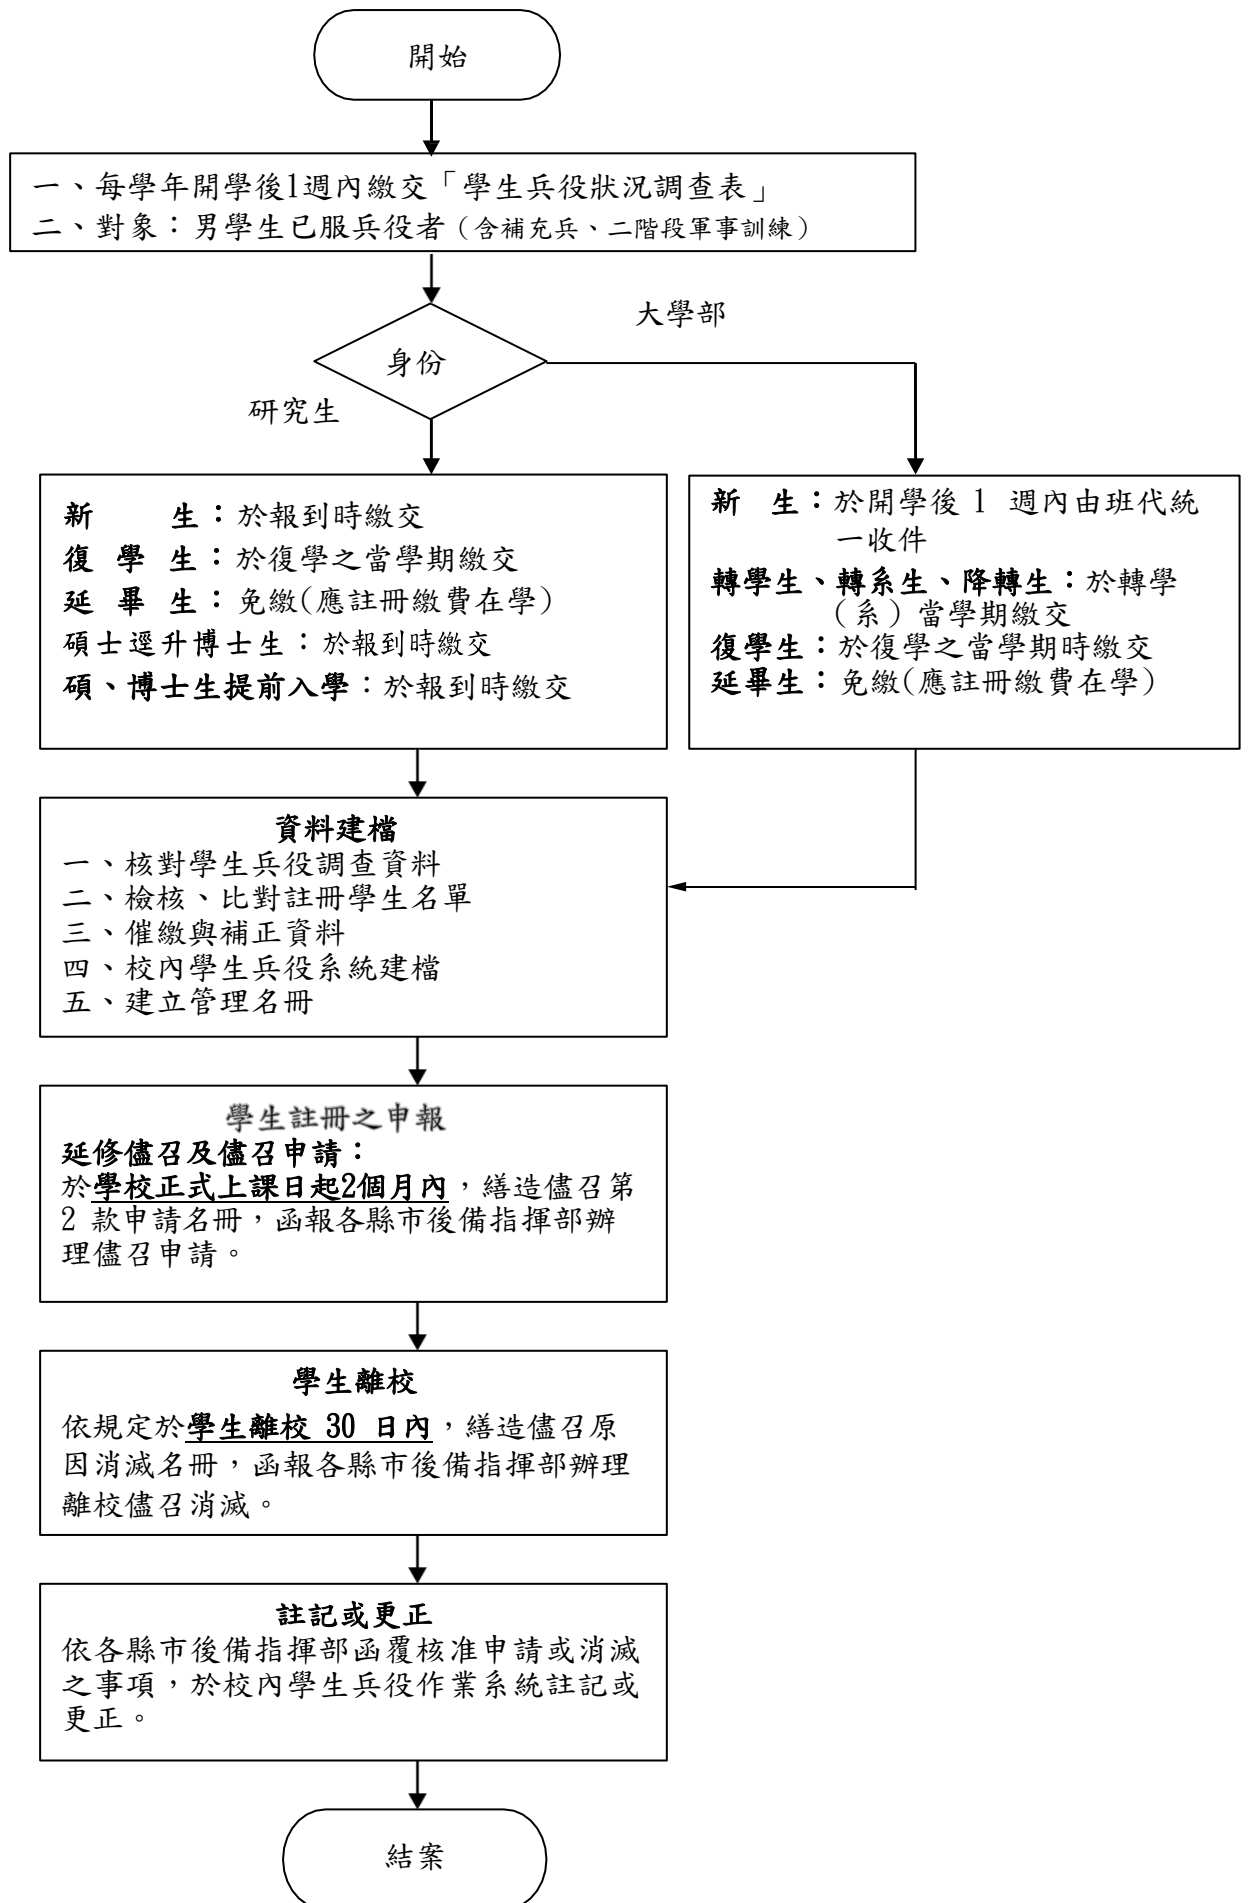 開始
一、每學年開學後1週內繳交「學生兵役狀況調查表」
二、對象：男學生已服兵役者（含補充兵、二階段軍事訓練）
大學部
身份
研究生
新　　生：於報到時繳交
復 學 生：於復學之當學期繳交
延 畢 生：免繳(應註冊繳費在學)
碩士逕升博士生：於報到時繳交
碩、博士生提前入學：於報到時繳交
新 生：於開學後 1 週內由班代統
一收件
轉學生、轉系生、降轉生：於轉學
（系）當學期繳交
復學生：於復學之當學期時繳交
延畢生：免繳(應註冊繳費在學)
資料建檔
一、核對學生兵役調查資料
二、檢核、比對註冊學生名單
三、催繳與補正資料
四、校內學生兵役系統建檔
五、建立管理名冊
學生註冊之申報
延修儘召及儘召申請：
於學校正式上課日起2個月內，繕造儘召第
2 款申請名冊，函報各縣市後備指揮部辦
理儘召申請。
學生離校
依規定於學生離校 30 日內，繕造儘召原
因消滅名冊，函報各縣市後備指揮部辦理
離校儘召消滅。
註記或更正
依各縣市後備指揮部函覆核准申請或消滅
之事項，於校內學生兵役作業系統註記或
更正。
結案